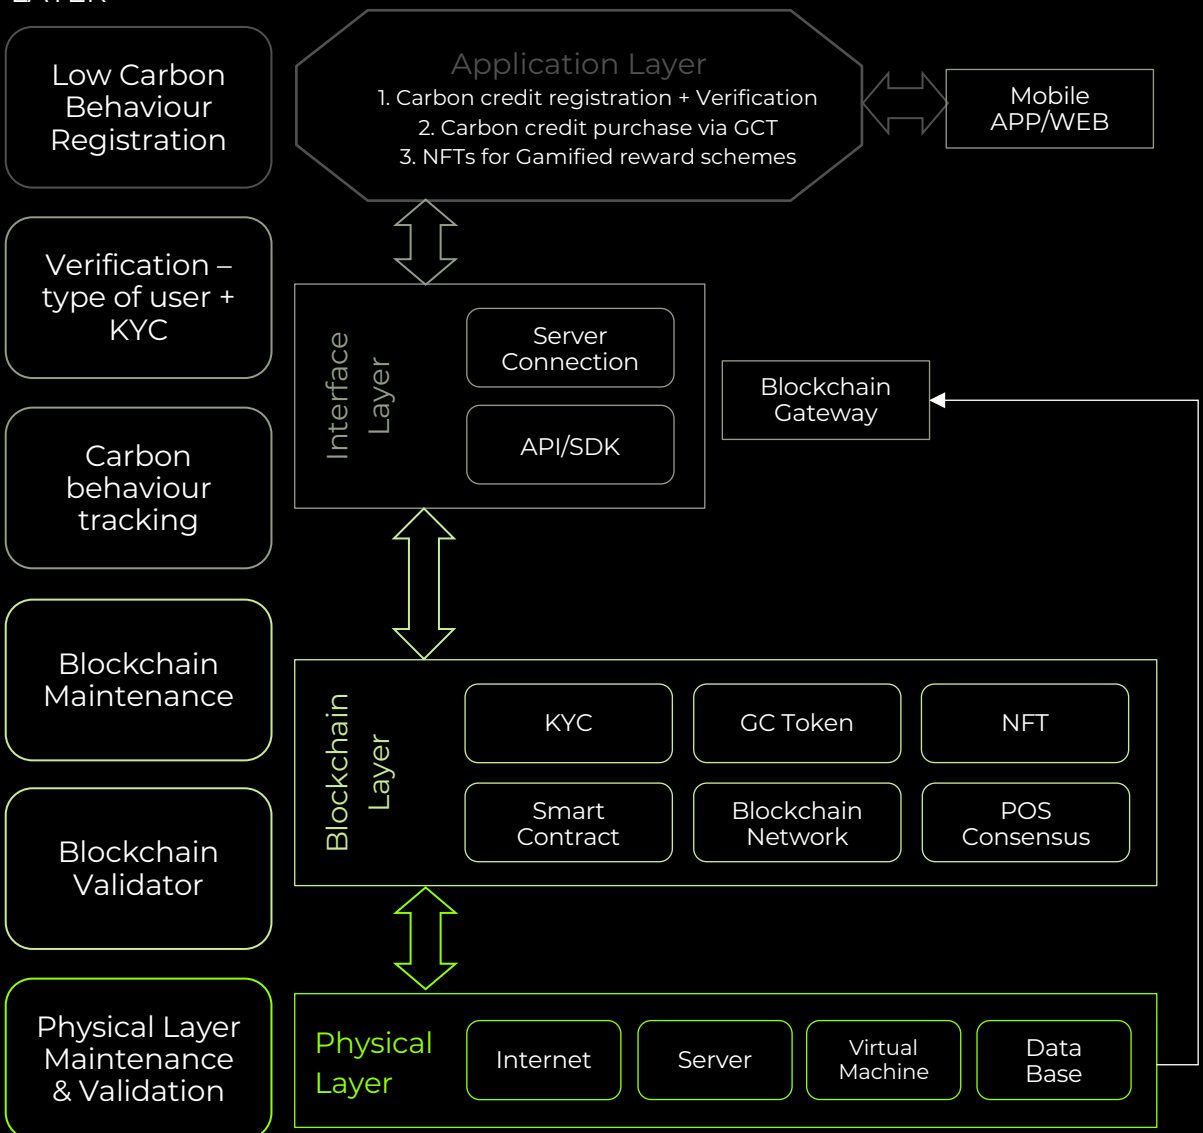 LAYER
Low Carbon
Behaviour
Registration
Application Layer
1. Carbon credit registration + Verification
2. Carbon credit purchase via GCT
3. NFTs for Gamified reward schemes
Mobile
APP/WEB
Verification –
type of user +
KYC
Interface
Layer
Server
Connection
API/SDK
Blockchain
Gateway
Carbon
behaviour
tracking
Blockchain
Maintenance
Blockchain
Layer
KYC
GC Token
NFT
Smart
Contract
Blockchain
Network
POS
Consensus
Blockchain
Validator
Physical Layer
Maintenance
& Validation
Physical
Layer
Internet
Server
Virtual
Machine
Data
Base